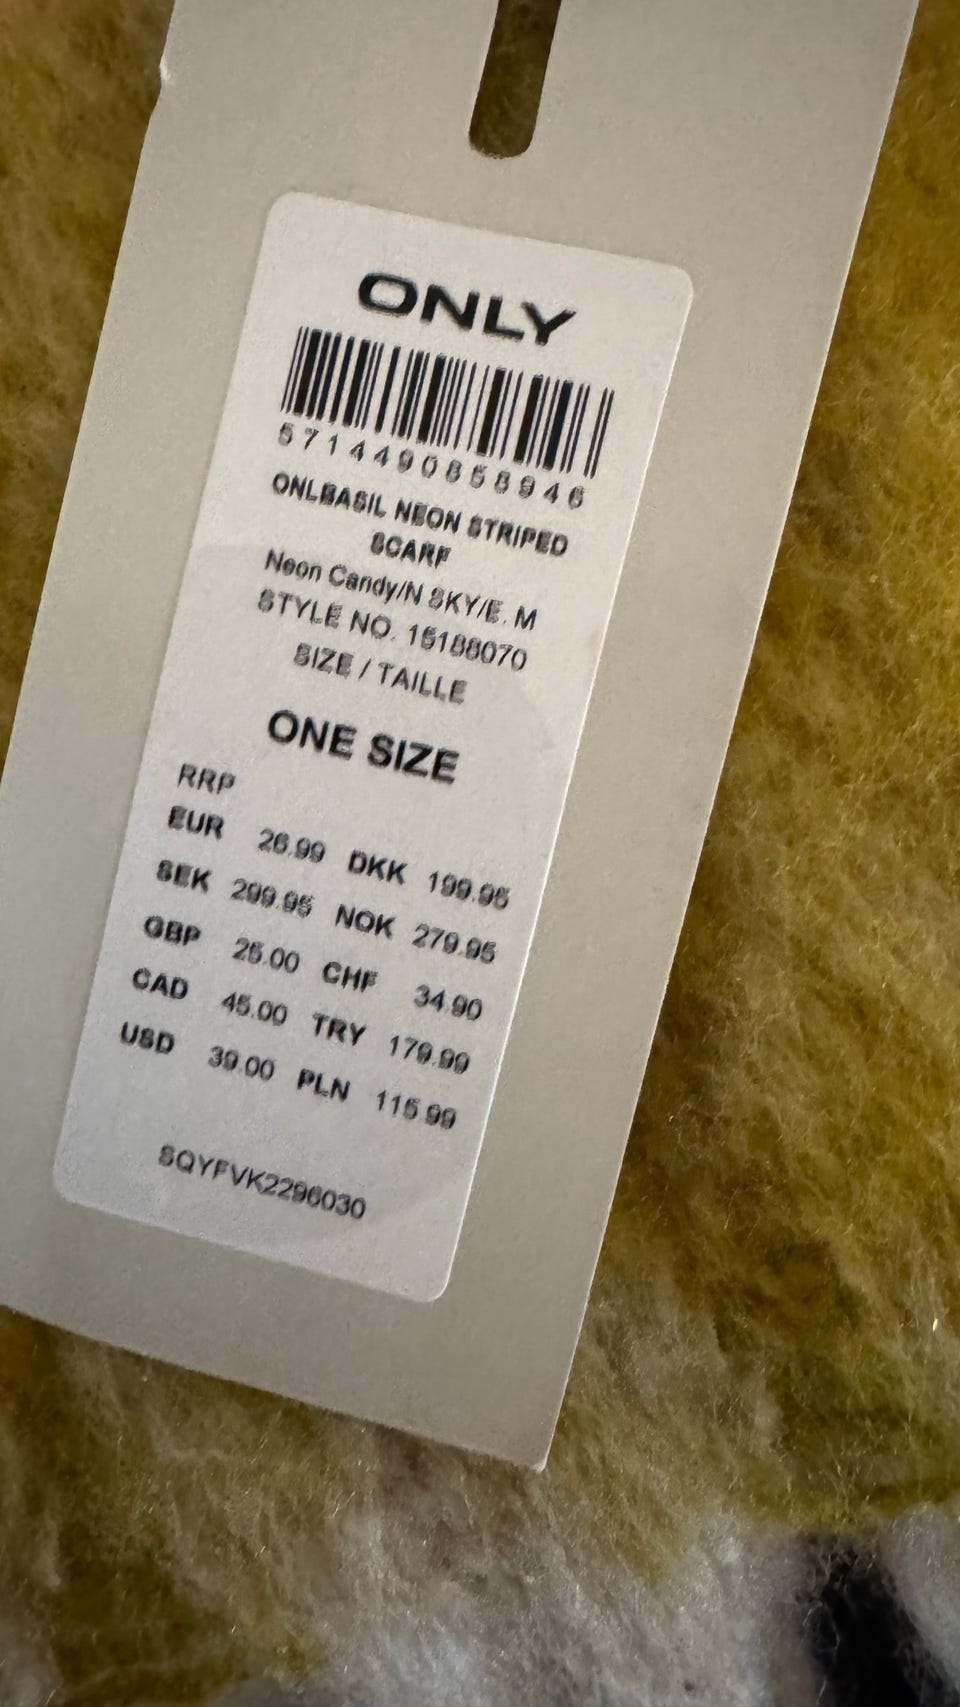 ONLY
5714490858946
ONLBASIL NEON STRIPED
SCARF
Neon Candy/N SKY/E. M
STYLE NO. 15188070
SIZE / TAILLE
ONE SIZE
RRP
EUR 26.99 DKK 199.95
SEK 299.95 NOK 279.95
GBP 25.00 CHF 34.90
CAD 45.00 TRY 179.99
USD 39.00 PLN 115.99
SQYFVK2296030